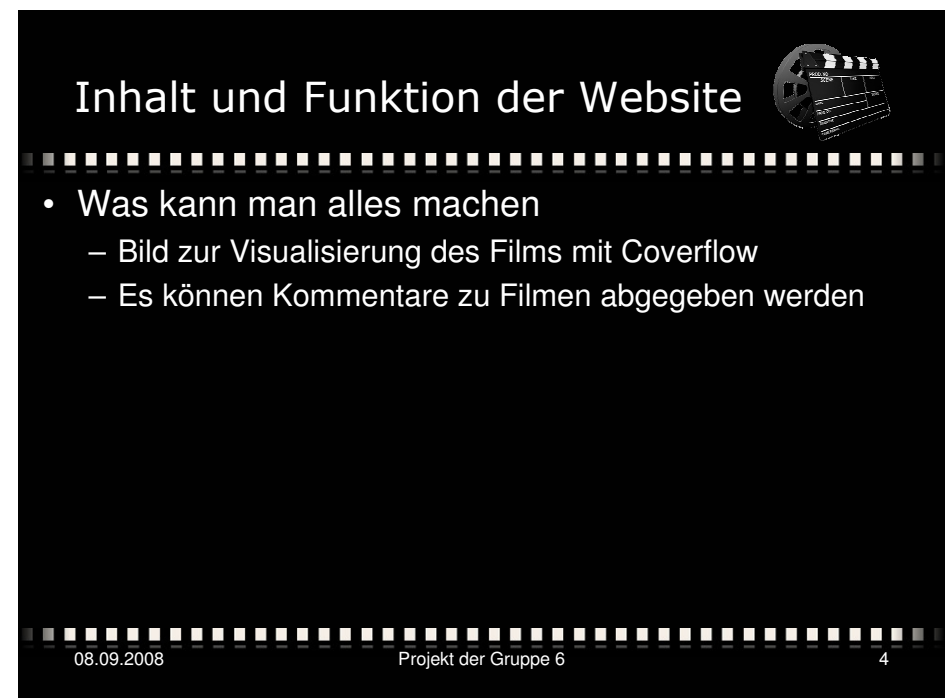 Inhalt und Funktion der Website
• Was kann man alles machen
– Bild zur Visualisierung des Films mit Coverflow
– Es können Kommentare zu Filmen abgegeben werden
08.09.2008 Projekt der Gruppe 6 4